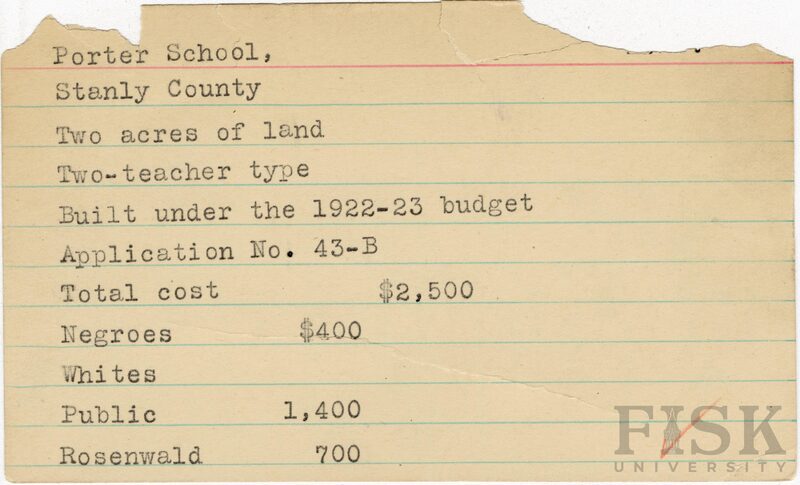 Porter School,
Stanly County
Two acres of land
Two-teacher type
Built under the 1922-23 budget
Application No. 43-B
Total cost $2,500
Negroes $400
Whites
Public 1,400
Rosenwald 700
FISK
UNIVERSITY